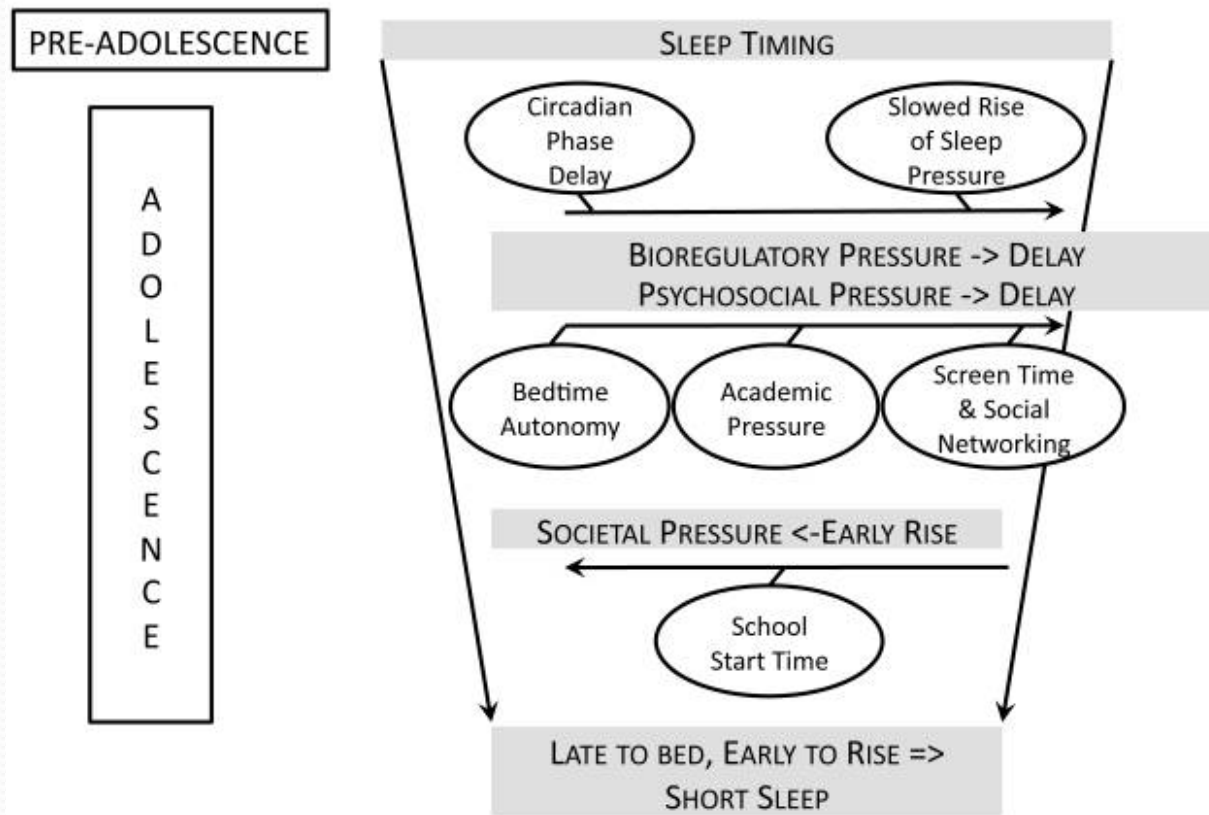 PRE-ADOLESCENCE
SLEEP TIMING
Circadian
Phase
Delay
Slowed Rise
of Sleep
Pressure
A
D
O
L
E
S
C
E
N
C
E
BIOREGULATORY PRESSURE -> DELAY
PSYCHOSOCIAL PRESSURE -> DELAY
Bedtime
Autonomy
Academic
Pressure
Screen Time
& Social
Networking
SOCIETAL PRESSURE <-EARLY RISE
School
Start Time
LATE TO BED, EARLY TO RISE =>
SHORT SLEEP